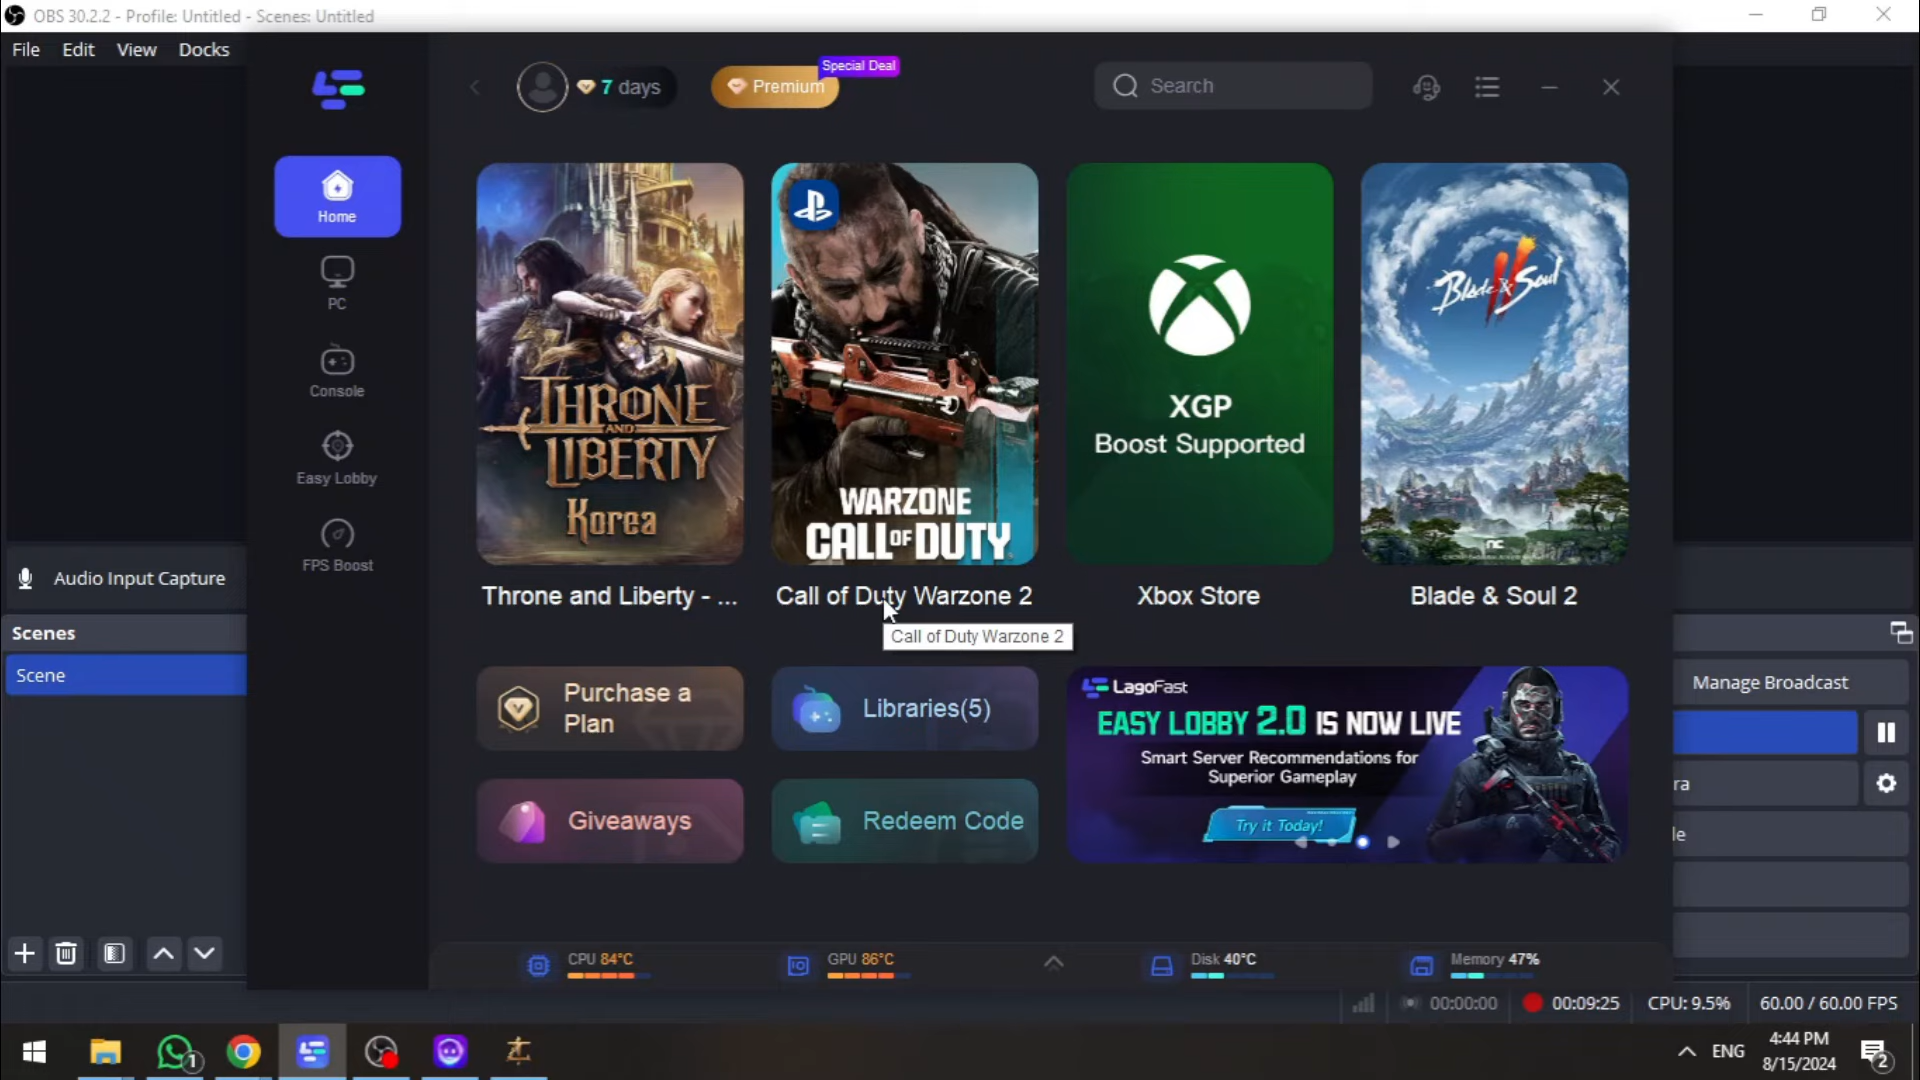 OBS 30.2.2 - Profile: Untitled - Scenes: Untitled
File Edit View Docks
7 days
Premium
Special Deal
Search
Home
PC
Console
Easy Lobby
FPS Boost
THRONE
AND
LIBERTY
Korea
WARZONE
CALL OF DUTY
XGP
Boost Supported
Blade & Soul
II
NC
Throne and Liberty - ...
Call of Duty Warzone 2
Xbox Store
Blade & Soul 2
Call of Duty Warzone 2
Audio Input Capture
Scenes
Scene
Purchase a
Plan
Libraries(5)
Giveaways
Redeem Code
LagoFast
EASY LOBBY 2.0 IS NOW LIVE
Smart Server Recommendations for
Superior Gameplay
Try it Today!
Manage Broadcast
ra
le
CPU 84°C
GPU 86°C
Disk 40°C
Memory 47%
00:00:00
00:09:25
CPU: 9.5%
60.00 / 60.00 FPS
1
ENG
4:44 PM
8/15/2024
2